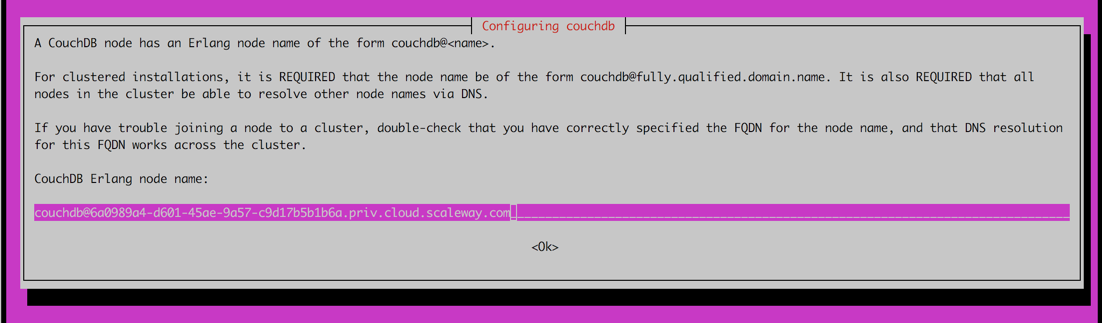 Configuring couchdb
A CouchDB node has an Erlang node name of the form couchdb@<name>.
For clustered installations, it is REQUIRED that the node name be of the form couchdb@fully.qualified.domain.name. It is also REQUIRED that all
nodes in the cluster be able to resolve other node names via DNS.
If you have trouble joining a node to a cluster, double-check that you have correctly specified the FQDN for the node name, and that DNS resolution
for this FQDN works across the cluster.
CouchDB Erlang node name:
couchdb@6a0989a4-d601-45ae-9a57-c9d17b5b1b6a.priv.cloud.scaleway.com
<Ok>